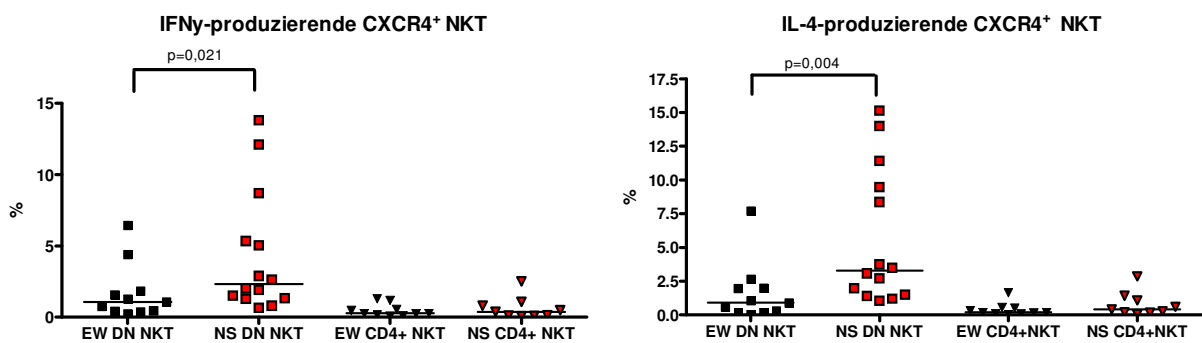 IFNy-produzierende CXCR4⁺ NKT
p=0,021
15
10
5
0
%
EW DN NKT NS DN NKT EW CD4+ NKT NS CD4+ NKT
IL-4-produzierende CXCR4⁺ NKT
p=0,004
17.5
15.0
12.5
10.0
7.5
5.0
2.5
0.0
%
EW DN NKT NS DN NKT EW CD4+NKT NS CD4+NKT